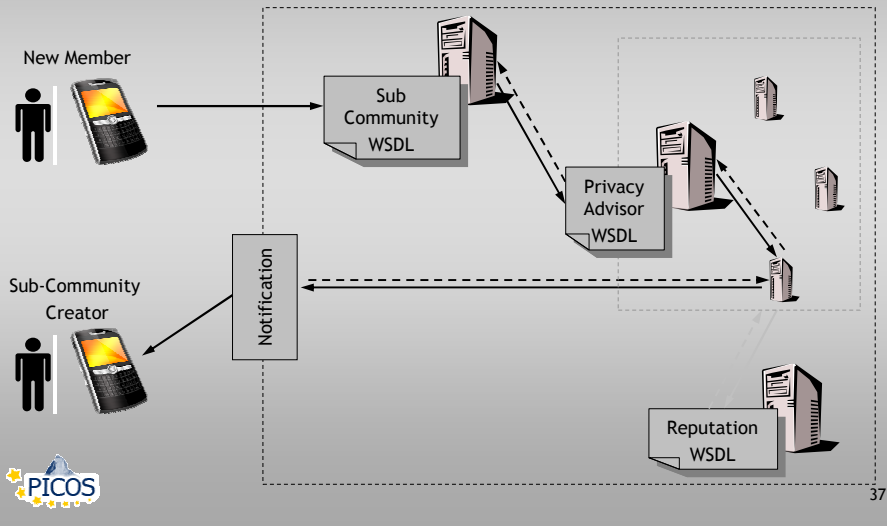 New Member
Sub
Community
WSDL
Privacy
Advisor
WSDL
Notification
Sub-Community
Creator
Reputation
WSDL
PICOS
37